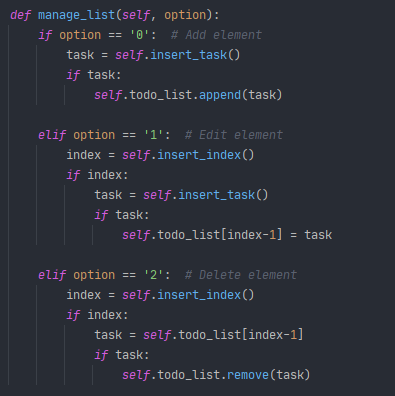 def manage_list(self, option):
    if option == '0':  # Add element
        task = self.insert_task()
        if task:
            self.todo_list.append(task)

    elif option == '1':  # Edit element
        index = self.insert_index()
        if index:
            task = self.insert_task()
            if task:
                self.todo_list[index-1] = task

    elif option == '2':  # Delete element
        index = self.insert_index()
        if index:
            task = self.todo_list[index-1]
            if task:
                self.todo_list.remove(task)